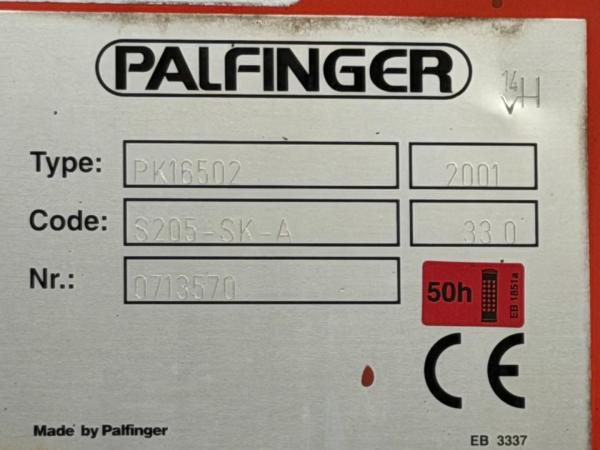 PALFINGER
14
H
Type: PK16502 2001
Code: S205-SK-A 33.0
Nr.: 0713570
50h EB 1851a
CE
Made by Palfinger
EB 3337